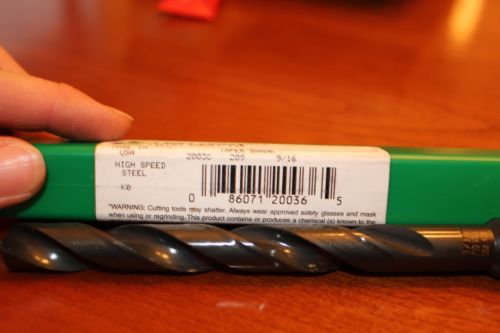 TAPER SHANK
USA 20036 209 9/16
HIGH SPEED
STEEL
K0
0 86071 20036 5
"WARNING: Cutting tools may shatter. Always wear approved safety glasses and mask
when using or regrinding. This product contains or produces a chemical (s) known to the